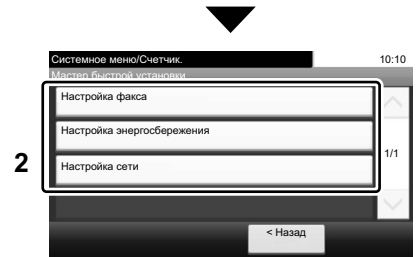 Системное меню/Счетчик. 10:10
Мастер быстрой установки
Настройка факса
Настройка энергосбережения
2 1/1
Настройка сети
< Назад